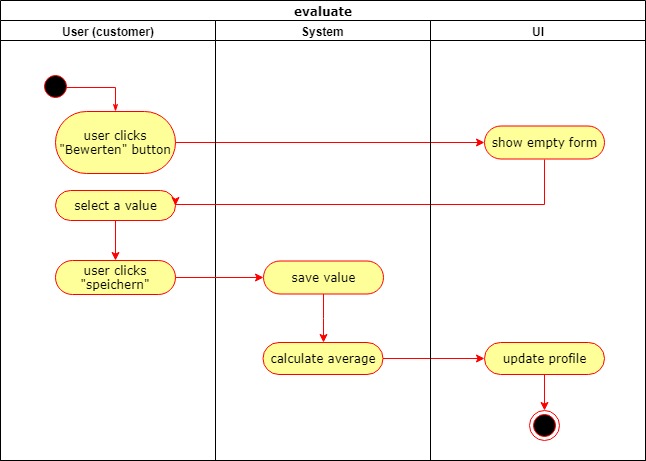 evaluate
User (customer)
System
UI
user clicks
"Bewerten" button
show empty form
select a value
user clicks
"speichern"
save value
calculate average
update profile